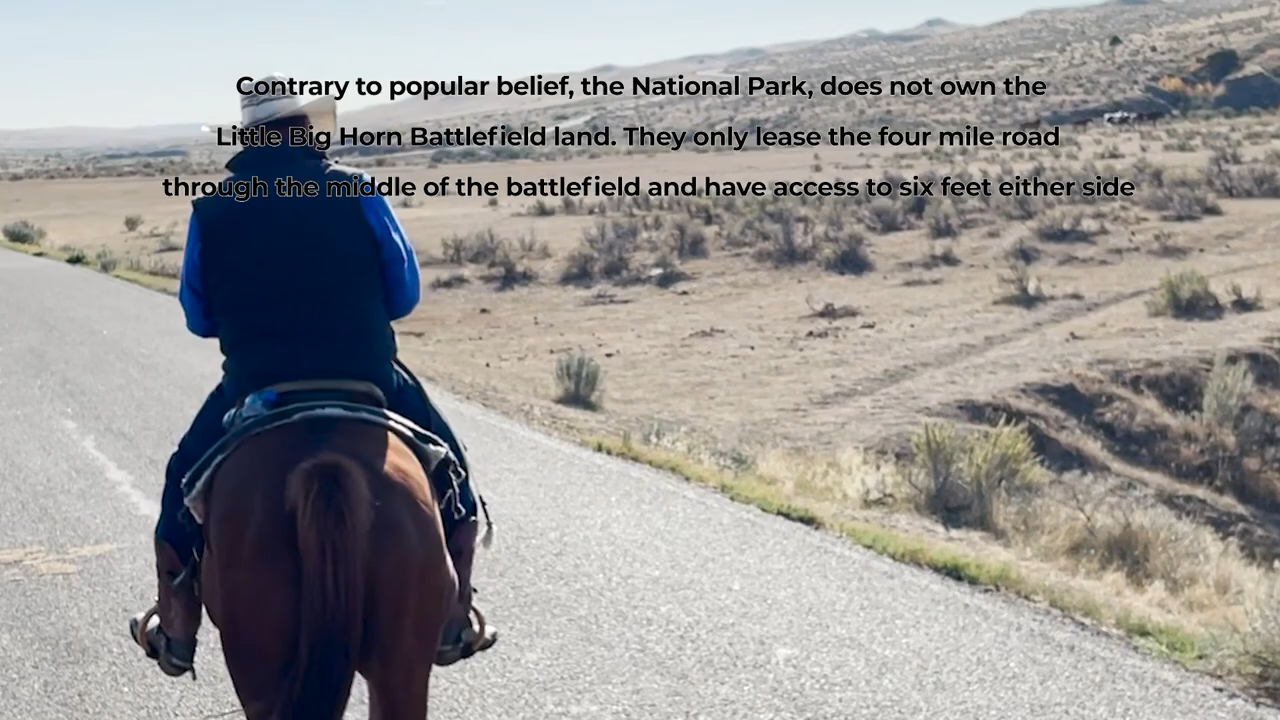 Contrary to popular belief, the National Park, does not own the
Little Big Horn Battlefield land. They only lease the four mile road
through the middle of the battlefield and have access to six feet either side